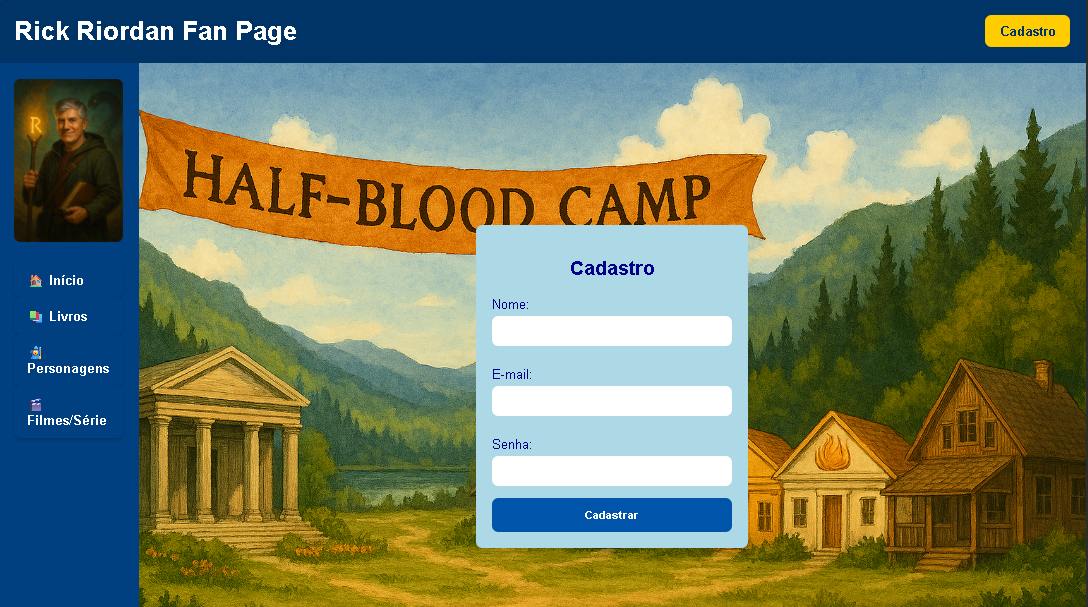 Rick Riordan Fan Page
Cadastro
R
HALF-BLOOD CAMP
Início
Livros
Personagens
Filmes/Série
Cadastro
Nome:
E-mail:
Senha:
Cadastrar